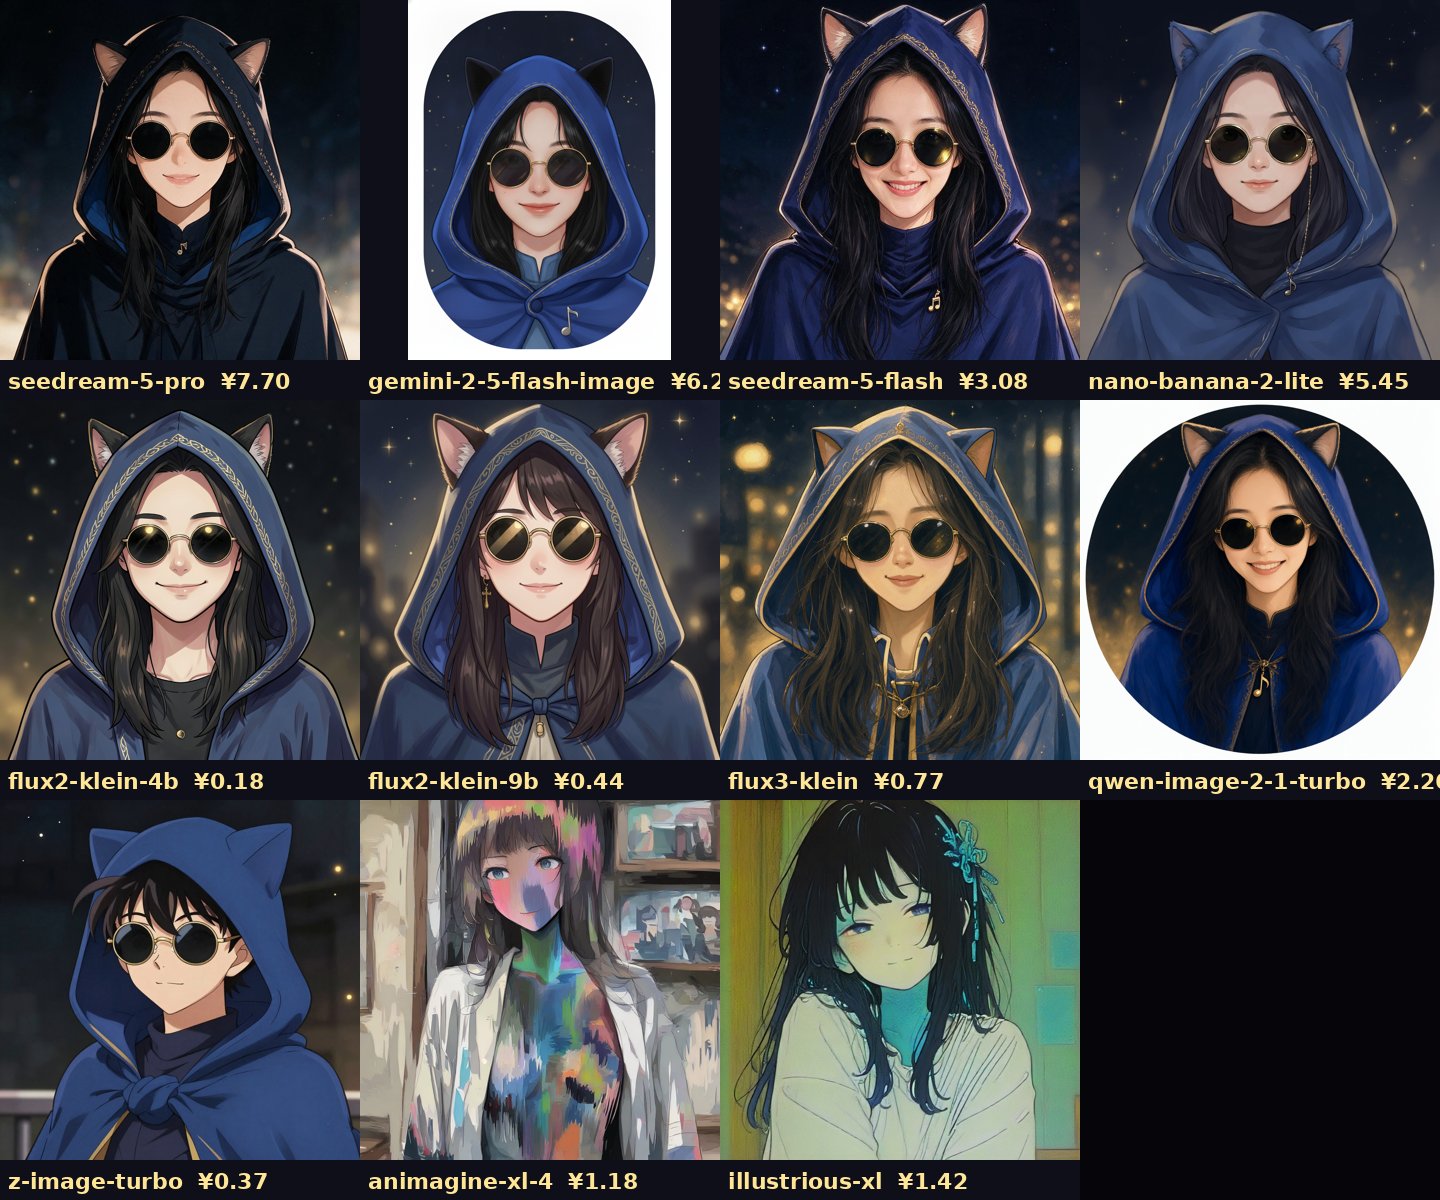 seedream-5-pro ¥7.70
gemini-2-5-flash-image ¥6.2
seedream-5-flash ¥3.08
nano-banana-2-lite ¥5.45
flux2-klein-4b ¥0.18
flux2-klein-9b ¥0.44
flux3-klein ¥0.77
qwen-image-2-1-turbo ¥2.20
z-image-turbo ¥0.37
animagine-xl-4 ¥1.18
illustrious-xl ¥1.42